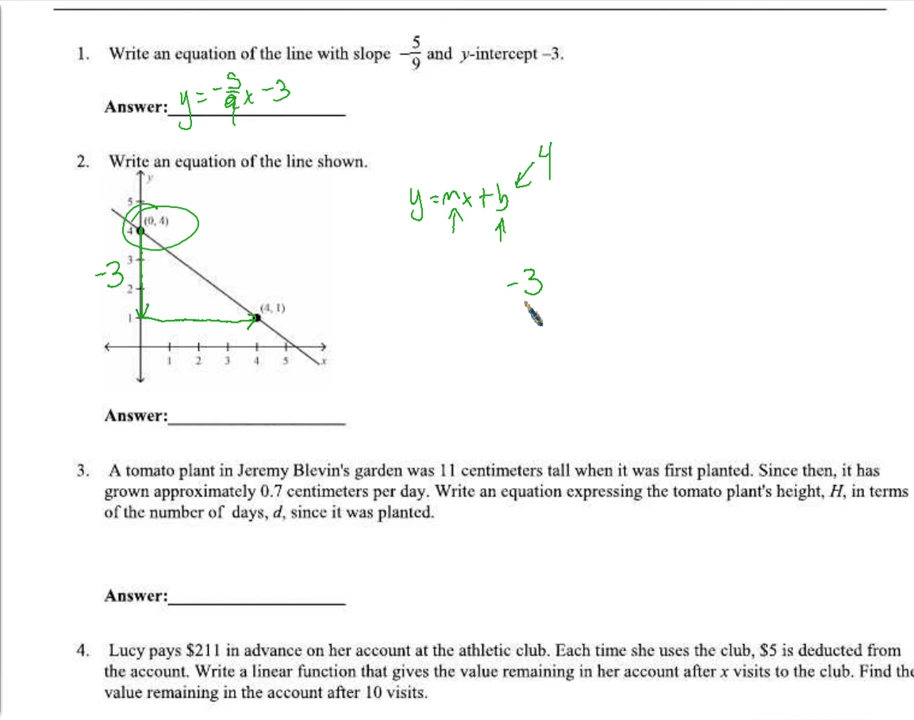 1. Write an equation of the line with slope −5/9 and y-intercept –3.
Answer: y = -5/9 x - 3
2. Write an equation of the line shown.
y
5
(0, 4)
4
3
2
1
-3
(4, 1)
1 2 3 4 5 x
y = mx + b
4
-3
Answer:
3. A tomato plant in Jeremy Blevin's garden was 11 centimeters tall when it was first planted. Since then, it has
grown approximately 0.7 centimeters per day. Write an equation expressing the tomato plant's height, H, in terms
of the number of days, d, since it was planted.
Answer:
4. Lucy pays $211 in advance on her account at the athletic club. Each time she uses the club, $5 is deducted from
the account. Write a linear function that gives the value remaining in her account after x visits to the club. Find the
value remaining in the account after 10 visits.